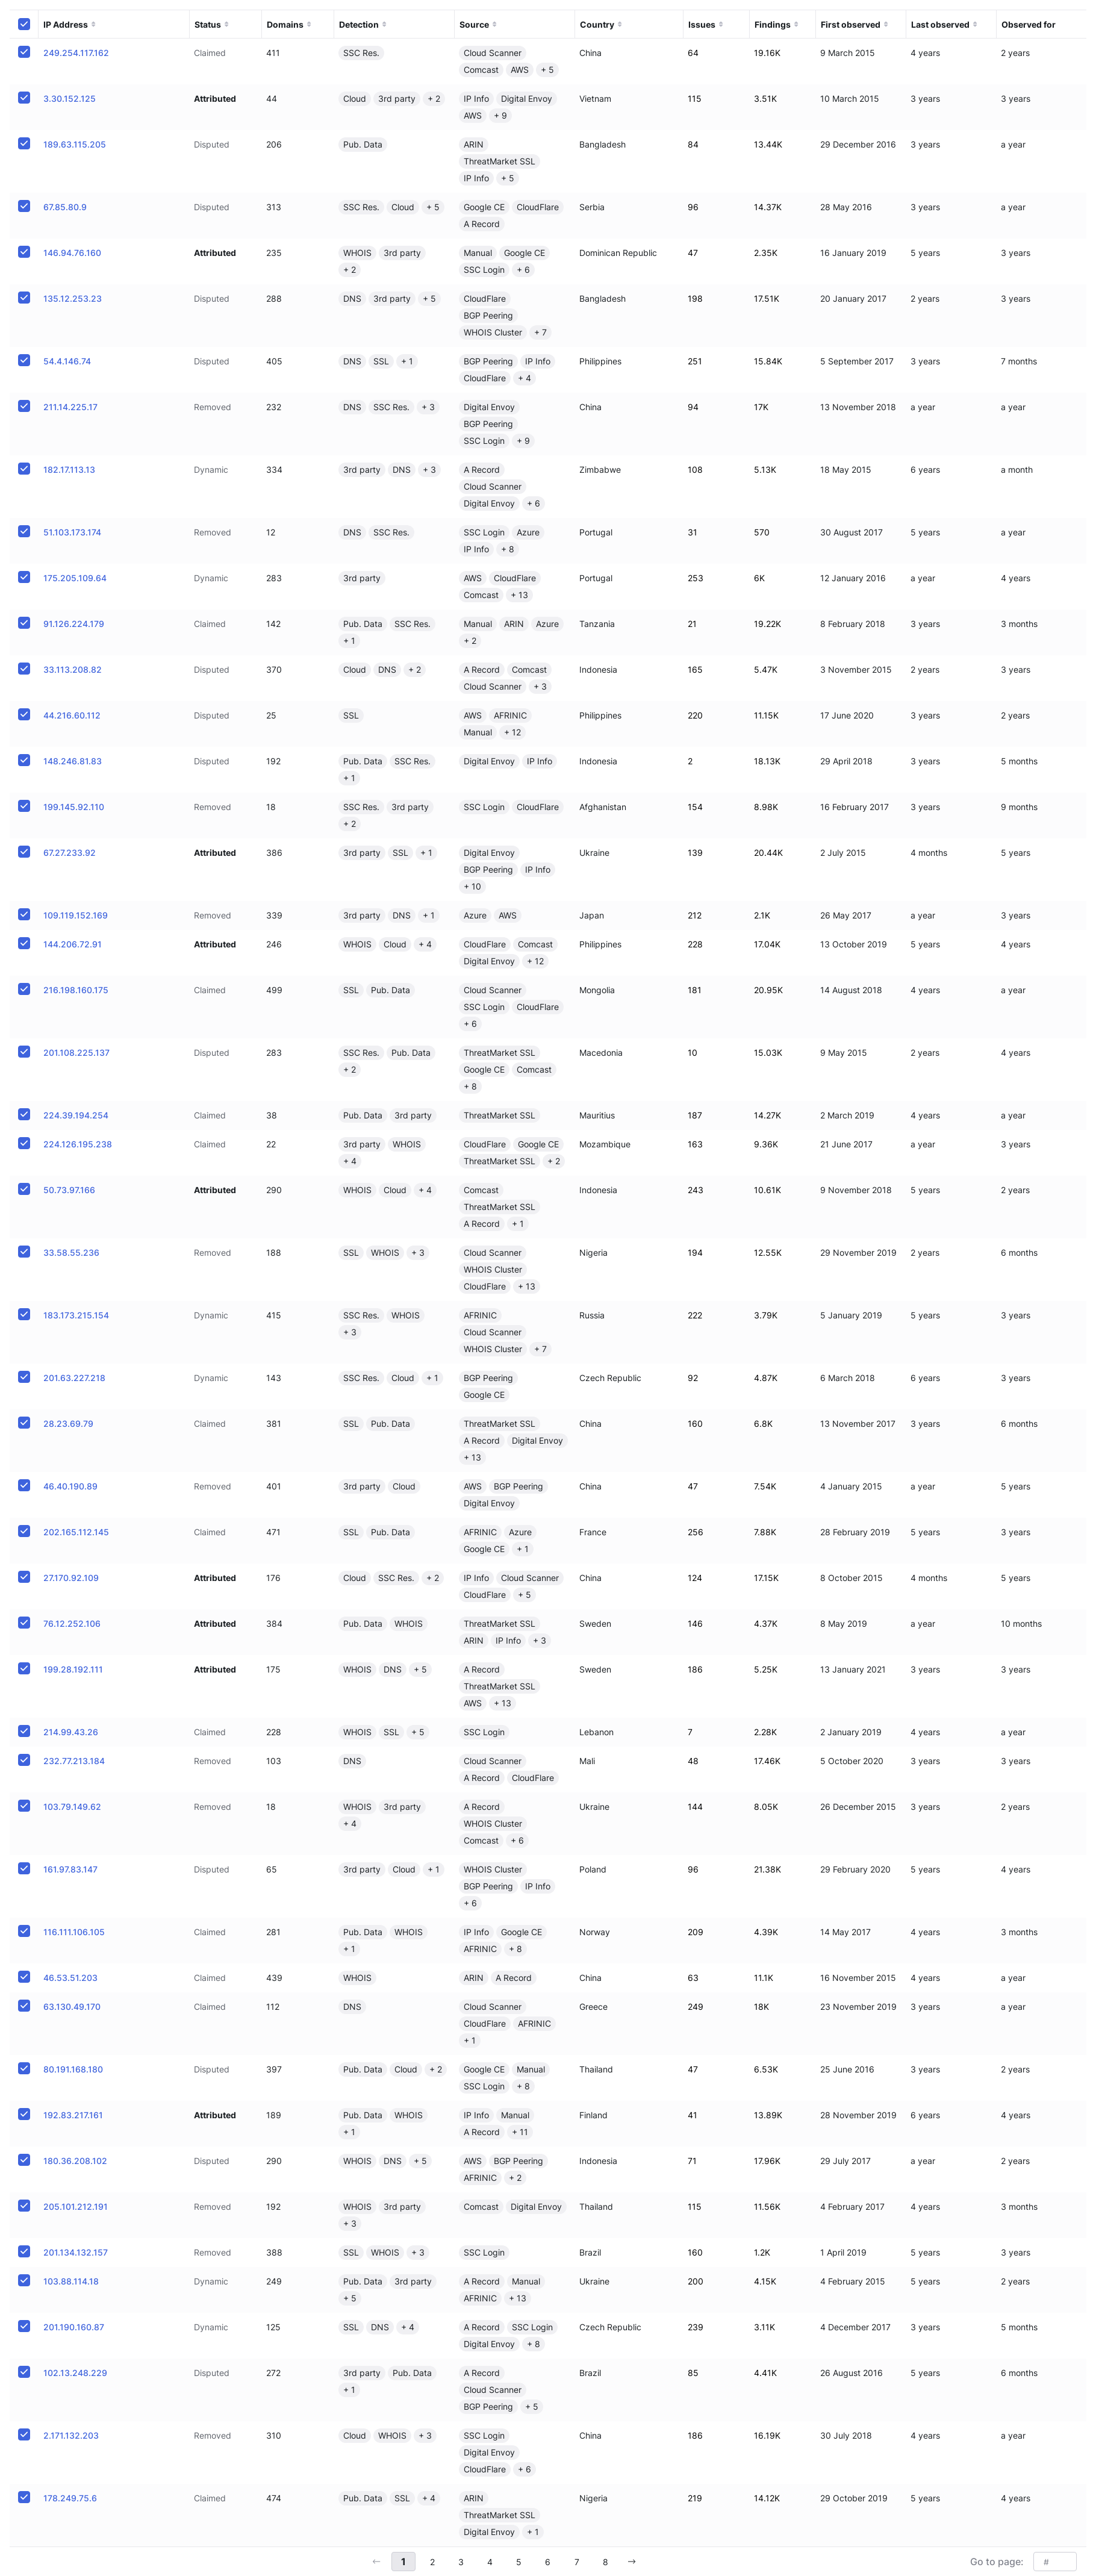 IP Address Status Domains Detection Source Country Issues Findings First observed Last observed Observed for
249.254.117.162 Claimed 411 SSC Res. Cloud Scanner China 64 19.16K 9 March 2015 4 years 2 years
Comcast AWS + 5
3.30.152.125 Attributed 44 Cloud 3rd party + 2 IP Info Digital Envoy Vietnam 115 3.51K 10 March 2015 3 years 3 years
AWS + 9
189.63.115.205 Disputed 206 Pub. Data ARIN Bangladesh 84 13.44K 29 December 2016 3 years a year
ThreatMarket SSL
IP Info + 5
67.85.80.9 Disputed 313 SSC Res. Cloud + 5 Google CE CloudFlare Serbia 96 14.37K 28 May 2016 3 years a year
A Record
146.94.76.160 Attributed 235 WHOIS 3rd party Manual Google CE Dominican Republic 47 2.35K 16 January 2019 5 years 3 years
+ 2 SSC Login + 6
135.12.253.23 Disputed 288 DNS 3rd party + 5 CloudFlare Bangladesh 198 17.51K 20 January 2017 2 years 3 years
BGP Peering
WHOIS Cluster + 7
54.4.146.74 Disputed 405 DNS SSL + 1 BGP Peering IP Info Philippines 251 15.84K 5 September 2017 3 years 7 months
CloudFlare + 4
211.14.225.17 Removed 232 DNS SSC Res. + 3 Digital Envoy China 94 17K 13 November 2018 a year a year
BGP Peering
SSC Login + 9
182.17.113.13 Dynamic 334 3rd party DNS + 3 A Record Zimbabwe 108 5.13K 18 May 2015 6 years a month
Cloud Scanner
Digital Envoy + 6
51.103.173.174 Removed 12 DNS SSC Res. SSC Login Azure Portugal 31 570 30 August 2017 5 years a year
IP Info + 8
175.205.109.64 Dynamic 283 3rd party AWS CloudFlare Portugal 253 6K 12 January 2016 a year 4 years
Comcast + 13
91.126.224.179 Claimed 142 Pub. Data SSC Res. Manual ARIN Azure Tanzania 21 19.22K 8 February 2018 3 years 3 months
+ 1 + 2
33.113.208.82 Disputed 370 Cloud DNS + 2 A Record Comcast Indonesia 165 5.47K 3 November 2015 2 years 3 years
Cloud Scanner + 3
44.216.60.112 Disputed 25 SSL AWS AFRINIC Philippines 220 11.15K 17 June 2020 3 years 2 years
Manual + 12
148.246.81.83 Disputed 192 Pub. Data SSC Res. Digital Envoy IP Info Indonesia 2 18.13K 29 April 2018 3 years 5 months
+ 1
199.145.92.110 Removed 18 SSC Res. 3rd party SSC Login CloudFlare Afghanistan 154 8.98K 16 February 2017 3 years 9 months
+ 2
67.27.233.92 Attributed 386 3rd party SSL + 1 Digital Envoy Ukraine 139 20.44K 2 July 2015 4 months 5 years
BGP Peering IP Info
+ 10
109.119.152.169 Removed 339 3rd party DNS + 1 Azure AWS Japan 212 2.1K 26 May 2017 a year 3 years
144.206.72.91 Attributed 246 WHOIS Cloud + 4 CloudFlare Comcast Philippines 228 17.04K 13 October 2019 5 years 4 years
Digital Envoy + 12
216.198.160.175 Claimed 499 SSL Pub. Data Cloud Scanner Mongolia 181 20.95K 14 August 2018 4 years a year
SSC Login CloudFlare
+ 6
201.108.225.137 Disputed 283 SSC Res. Pub. Data ThreatMarket SSL Macedonia 10 15.03K 9 May 2015 2 years 4 years
+ 2 Google CE Comcast
+ 8
224.39.194.254 Claimed 38 Pub. Data 3rd party ThreatMarket SSL Mauritius 187 14.27K 2 March 2019 4 years a year
224.126.195.238 Claimed 22 3rd party WHOIS CloudFlare Google CE Mozambique 163 9.36K 21 June 2017 a year 3 years
+ 4 ThreatMarket SSL + 2
50.73.97.166 Attributed 290 WHOIS Cloud + 4 Comcast Indonesia 243 10.61K 9 November 2018 5 years 2 years
ThreatMarket SSL
A Record + 1
33.58.55.236 Removed 188 SSL WHOIS + 3 Cloud Scanner Nigeria 194 12.55K 29 November 2019 2 years 6 months
WHOIS Cluster
CloudFlare + 13
183.173.215.154 Dynamic 415 SSC Res. WHOIS AFRINIC Russia 222 3.79K 5 January 2019 5 years 3 years
+ 3 Cloud Scanner
WHOIS Cluster + 7
201.63.227.218 Dynamic 143 SSC Res. Cloud + 1 BGP Peering Czech Republic 92 4.87K 6 March 2018 6 years 3 years
Google CE
28.23.69.79 Claimed 381 SSL Pub. Data ThreatMarket SSL China 160 6.8K 13 November 2017 3 years 6 months
A Record Digital Envoy
+ 13
46.40.190.89 Removed 401 3rd party Cloud AWS BGP Peering China 47 7.54K 4 January 2015 a year 5 years
Digital Envoy
202.165.112.145 Claimed 471 SSL Pub. Data AFRINIC Azure France 256 7.88K 28 February 2019 5 years 3 years
Google CE + 1
27.170.92.109 Attributed 176 Cloud SSC Res. + 2 IP Info Cloud Scanner China 124 17.15K 8 October 2015 4 months 5 years
CloudFlare + 5
76.12.252.106 Attributed 384 Pub. Data WHOIS ThreatMarket SSL Sweden 146 4.37K 8 May 2019 a year 10 months
ARIN IP Info + 3
199.28.192.111 Attributed 175 WHOIS DNS + 5 A Record Sweden 186 5.25K 13 January 2021 3 years 3 years
ThreatMarket SSL
AWS + 13
214.99.43.26 Claimed 228 WHOIS SSL + 5 SSC Login Lebanon 7 2.28K 2 January 2019 4 years a year
232.77.213.184 Removed 103 DNS Cloud Scanner Mali 48 17.46K 5 October 2020 3 years 3 years
A Record CloudFlare
103.79.149.62 Removed 18 WHOIS 3rd party A Record Ukraine 144 8.05K 26 December 2015 3 years 2 years
+ 4 WHOIS Cluster
Comcast + 6
161.97.83.147 Disputed 65 3rd party Cloud + 1 WHOIS Cluster Poland 96 21.38K 29 February 2020 5 years 4 years
BGP Peering IP Info
+ 6
116.111.106.105 Claimed 281 Pub. Data WHOIS IP Info Google CE Norway 209 4.39K 14 May 2017 4 years 3 months
+ 1 AFRINIC + 8
46.53.51.203 Claimed 439 WHOIS ARIN A Record China 63 11.1K 16 November 2015 4 years a year
63.130.49.170 Claimed 112 DNS Cloud Scanner Greece 249 18K 23 November 2019 3 years a year
CloudFlare AFRINIC
+ 1
80.191.168.180 Disputed 397 Pub. Data Cloud + 2 Google CE Manual Thailand 47 6.53K 25 June 2016 3 years 2 years
SSC Login + 8
192.83.217.161 Attributed 189 Pub. Data WHOIS IP Info Manual Finland 41 13.89K 28 November 2019 6 years 4 years
+ 1 A Record + 11
180.36.208.102 Disputed 290 WHOIS DNS + 5 AWS BGP Peering Indonesia 71 17.96K 29 July 2017 a year 2 years
AFRINIC + 2
205.101.212.191 Removed 192 WHOIS 3rd party Comcast Digital Envoy Thailand 115 11.56K 4 February 2017 4 years 3 months
+ 3
201.134.132.157 Removed 388 SSL WHOIS + 3 SSC Login Brazil 160 1.2K 1 April 2019 5 years 3 years
103.88.114.18 Dynamic 249 Pub. Data 3rd party A Record Manual Ukraine 200 4.15K 4 February 2015 5 years 2 years
+ 5 AFRINIC + 13
201.190.160.87 Dynamic 125 SSL DNS + 4 A Record SSC Login Czech Republic 239 3.11K 4 December 2017 3 years 5 months
Digital Envoy + 8
102.13.248.229 Disputed 272 3rd party Pub. Data A Record Brazil 85 4.41K 26 August 2016 5 years 6 months
+ 1 Cloud Scanner
BGP Peering + 5
2.171.132.203 Removed 310 Cloud WHOIS + 3 SSC Login China 186 16.19K 30 July 2018 4 years a year
Digital Envoy
CloudFlare + 6
178.249.75.6 Claimed 474 Pub. Data SSL + 4 ARIN Nigeria 219 14.12K 29 October 2019 5 years 4 years
ThreatMarket SSL
Digital Envoy + 1
← 1 2 3 4 5 6 7 8 → Go to page: #